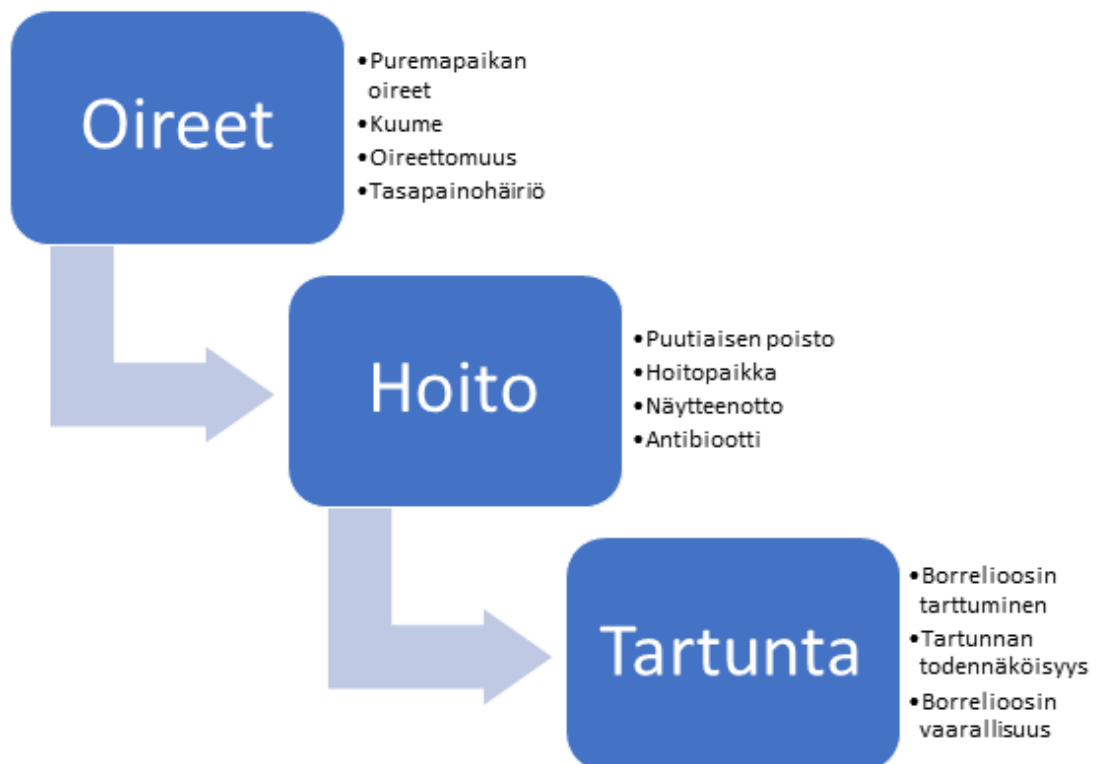 Oireet
•Puremapaikan
oireet
•Kuume
•Oireettomuus
•Tasapainohäiriö
Hoito
•Puutiaisen poisto
•Hoitopaikka
•Näytteenotto
•Antibiootti
Tartunta
•Borrelioosin
tarttuminen
•Tartunnan
todennäköisyys
•Borrelioosin
vaarallisuus